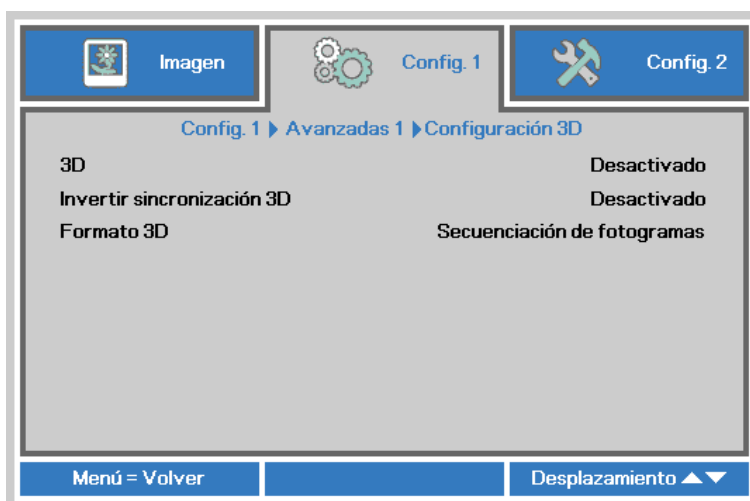 Imagen Config. 1 Config. 2
Config. 1 Avanzadas 1 Configuración 3D
3D Desactivado
Invertir sincronización 3D Desactivado
Formato 3D Secuenciación de fotogramas
Menú = Volver Desplazamiento